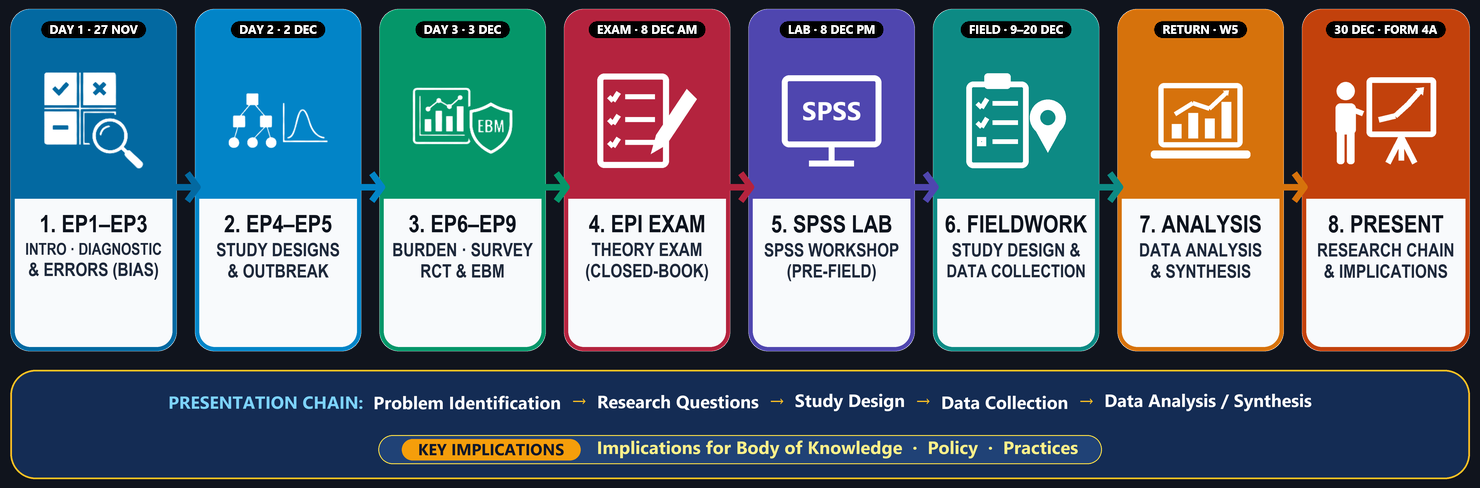 DAY 1 · 27 NOV
1. EP1–EP3
INTRO · DIAGNOSTIC
& ERRORS (BIAS)
DAY 2 · 2 DEC
2. EP4–EP5
STUDY DESIGNS
& OUTBREAK
DAY 3 · 3 DEC
EBM
3. EP6–EP9
BURDEN · SURVEY
RCT & EBM
EXAM · 8 DEC AM
4. EPI EXAM
THEORY EXAM
(CLOSED-BOOK)
LAB · 8 DEC PM
SPSS
5. SPSS LAB
SPSS WORKSHOP
(PRE-FIELD)
FIELD · 9–20 DEC
6. FIELDWORK
STUDY DESIGN &
DATA COLLECTION
RETURN · W5
7. ANALYSIS
DATA ANALYSIS
& SYNTHESIS
30 DEC · FORM 4A
8. PRESENT
RESEARCH CHAIN
& IMPLICATIONS
PRESENTATION CHAIN: Problem Identification → Research Questions → Study Design → Data Collection → Data Analysis / Synthesis
KEY IMPLICATIONS Implications for Body of Knowledge · Policy · Practices